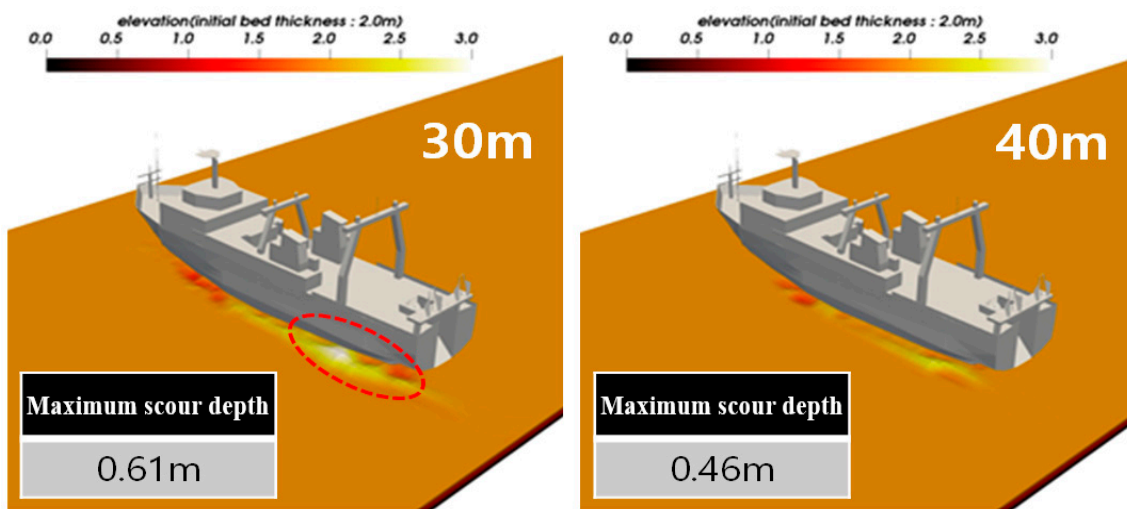 elevation(initial bed thickness : 2.0m)
0.0 0.5 1.0 1.5 2.0 2.5 3.0
30m
Maximum scour depth
0.61m
elevation(initial bed thickness : 2.0m)
0.0 0.5 1.0 1.5 2.0 2.5 3.0
40m
Maximum scour depth
0.46m